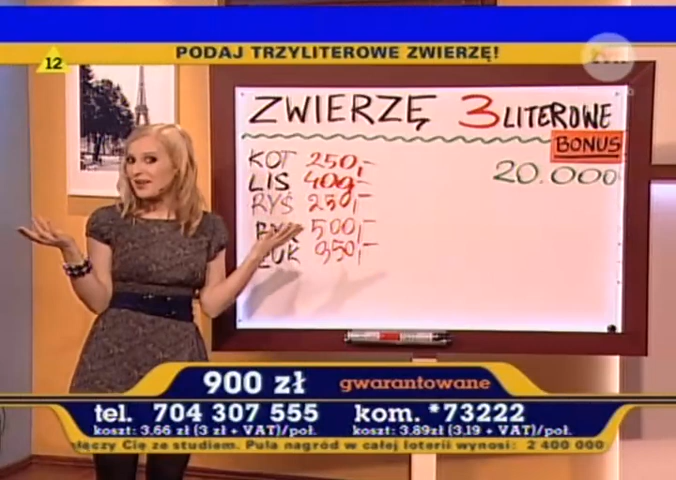 12
PODAJ TRZYLITEROWE ZWIERZĘ!
ZWIERZĘ 3 LITEROWE
BONUS
20.000
KOT 250,-
LIS 400,-
RYŚ 250,-
500,-
350,-
900 zł gwarantowane
tel. 704 307 555 kom. *73222
koszt: 3.66 zł (3 zł + VAT)/poł. koszt: 3.89zł (3.19 + VAT)/poł.
Cię ze studiem. Pula nagród w całej loterii wynosi: 2 400 000